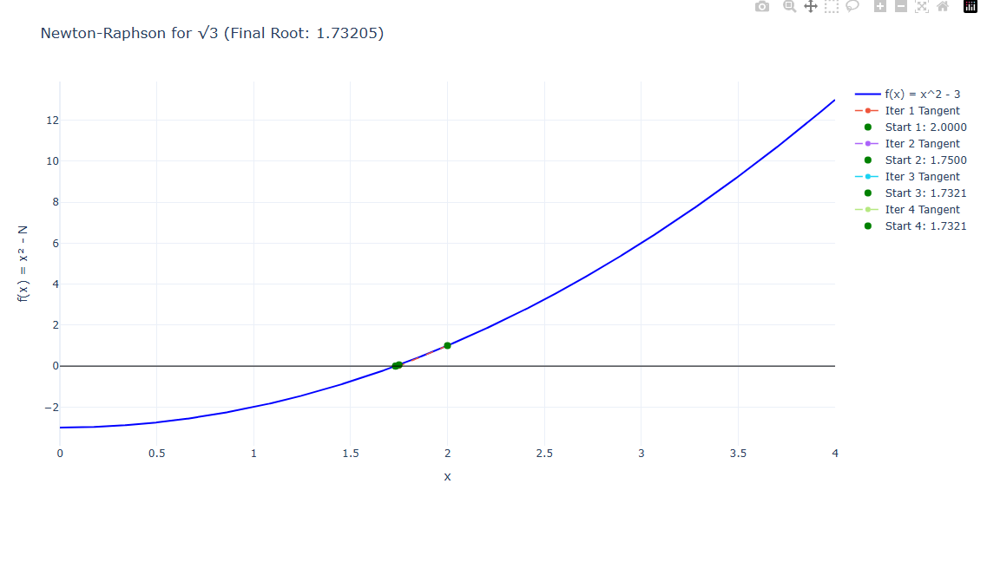 Newton-Raphson for √3 (Final Root: 1.73205)
f(x) = x^2 - 3
Iter 1 Tangent
Start 1: 2.0000
Iter 2 Tangent
Start 2: 1.7500
Iter 3 Tangent
Start 3: 1.7321
Iter 4 Tangent
Start 4: 1.7321
f(x) = x² - N
12
10
8
6
4
2
0
−2
0 0.5 1 1.5 2 2.5 3 3.5 4
x